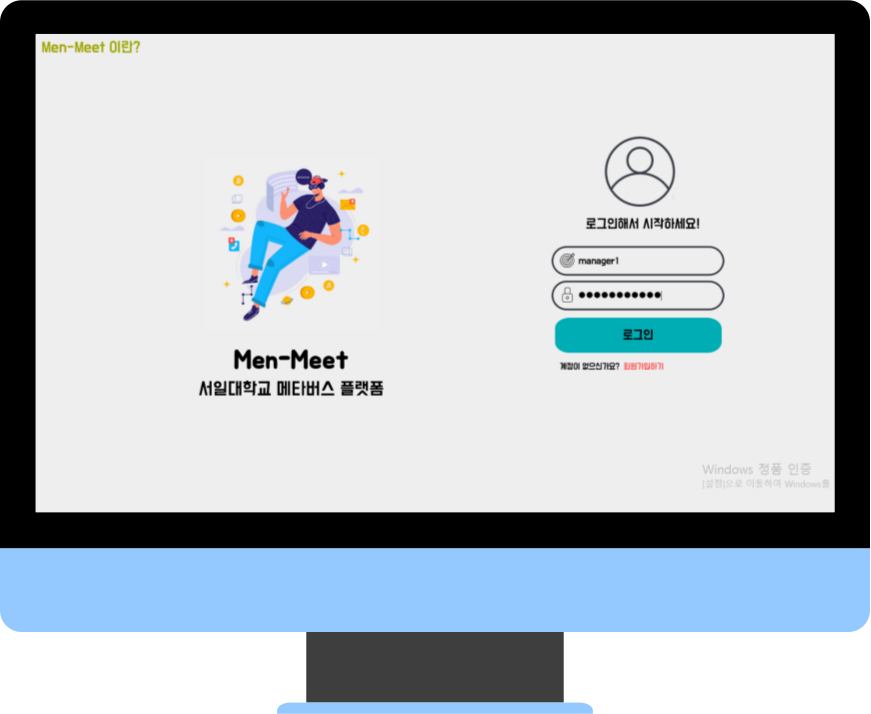 Men-Meet 이란?
로그인해서 시작하세요!
manager1
●●●●●●●●●●●
로그인
계정이 없으신가요? 회원가입하기
Men-Meet
서일대학교 메타버스 플랫폼
Windows 정품 인증
[설정]으로 이동하여 Windows를